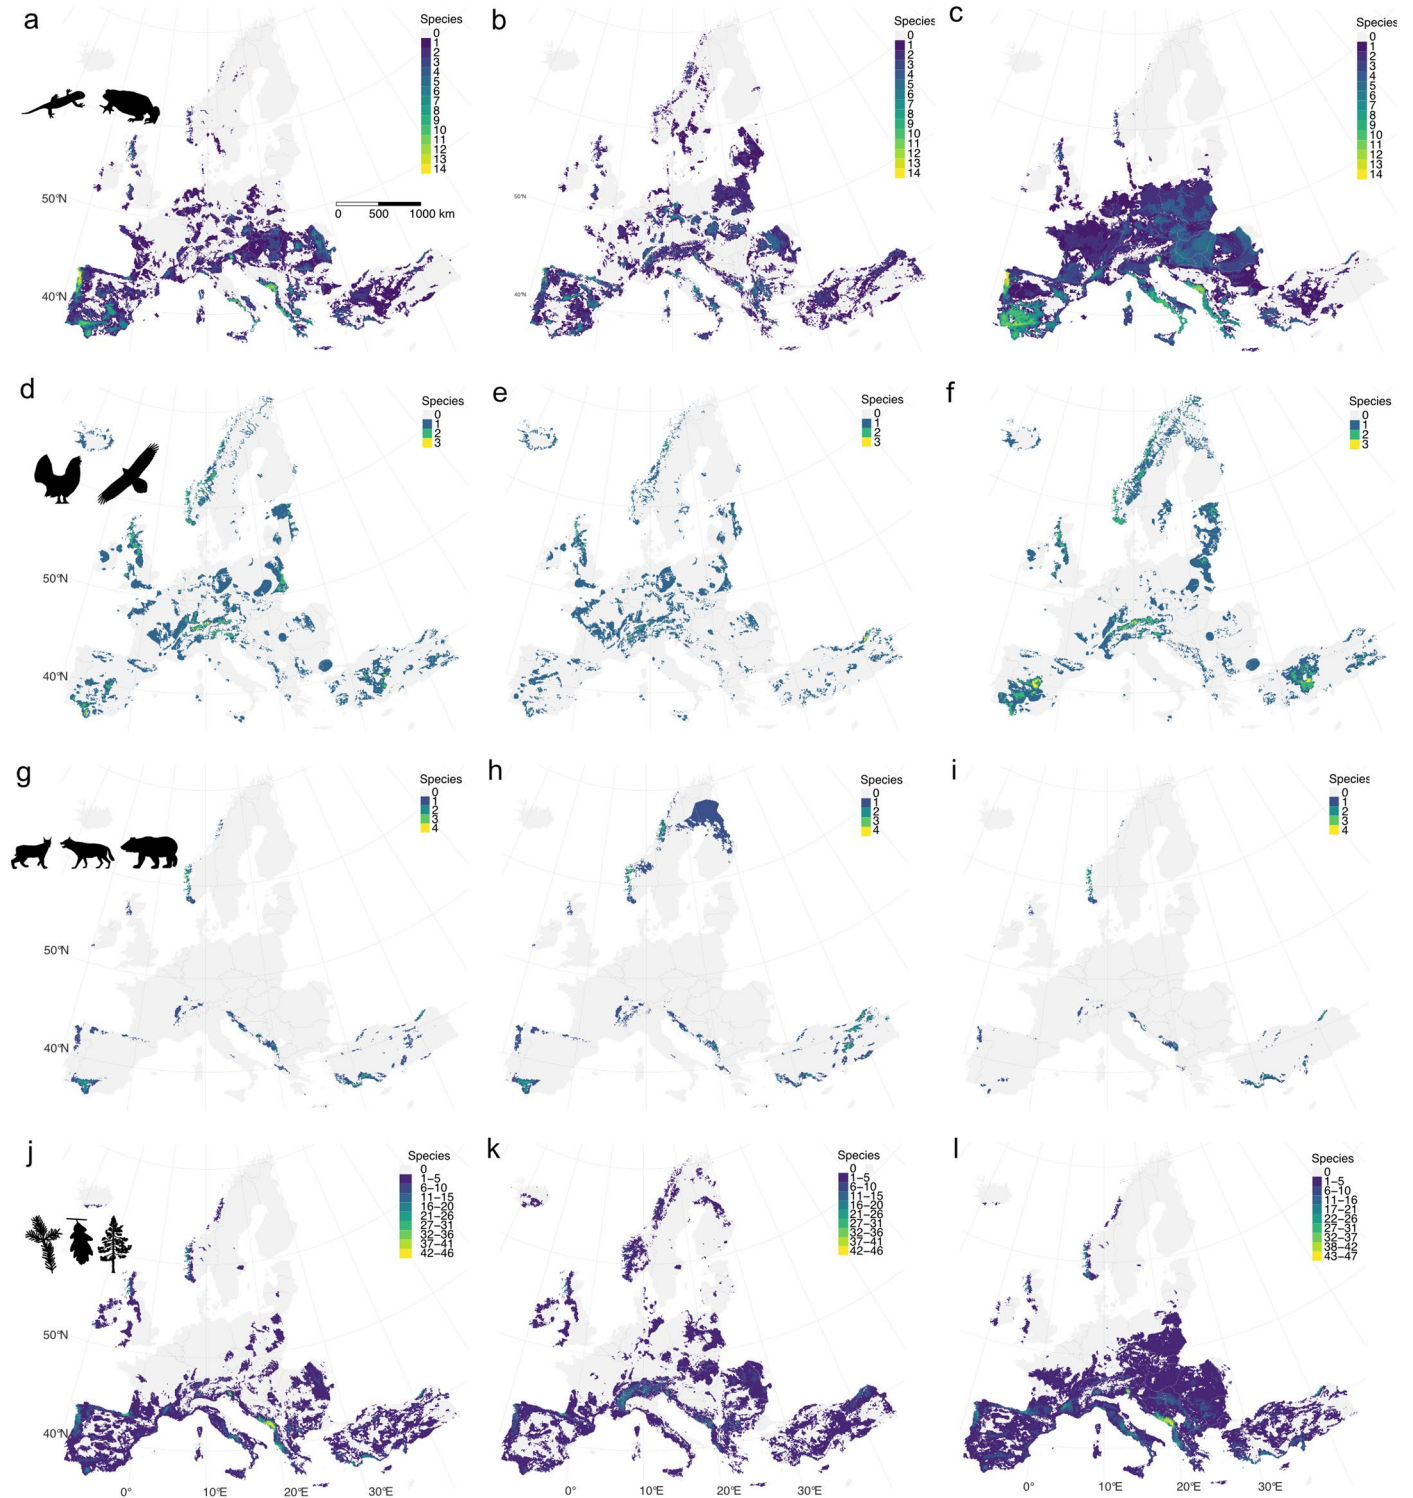 a
Species
0
1
2
3
4
5
6
7
8
9
10
11
12
13
14
50°N
40°N
0 500 1000 km
b
Species
0
1
2
3
4
5
6
7
8
9
10
11
12
13
14
50°N
40°N
c
Species
0
1
2
3
4
5
6
7
8
9
10
11
12
13
14
d
Species
0
1
2
3
50°N
40°N
e
Species
0
1
2
3
f
Species
0
1
2
3
g
Species
0
1
2
3
4
50°N
40°N
h
Species
0
1
2
3
4
i
Species
0
1
2
3
4
j
Species
0
1–5
6–10
11–15
16–20
21–26
27–31
32–36
37–41
42–46
50°N
40°N
0° 10°E 20°E 30°E
k
Species
0
1–5
6–10
11–15
16–20
21–26
27–31
32–36
37–41
42–46
0° 10°E 20°E 30°E
l
Species
0
1–5
6–10
11–16
17–21
22–26
27–31
32–37
38–42
43–47
0° 10°E 20°E 30°E